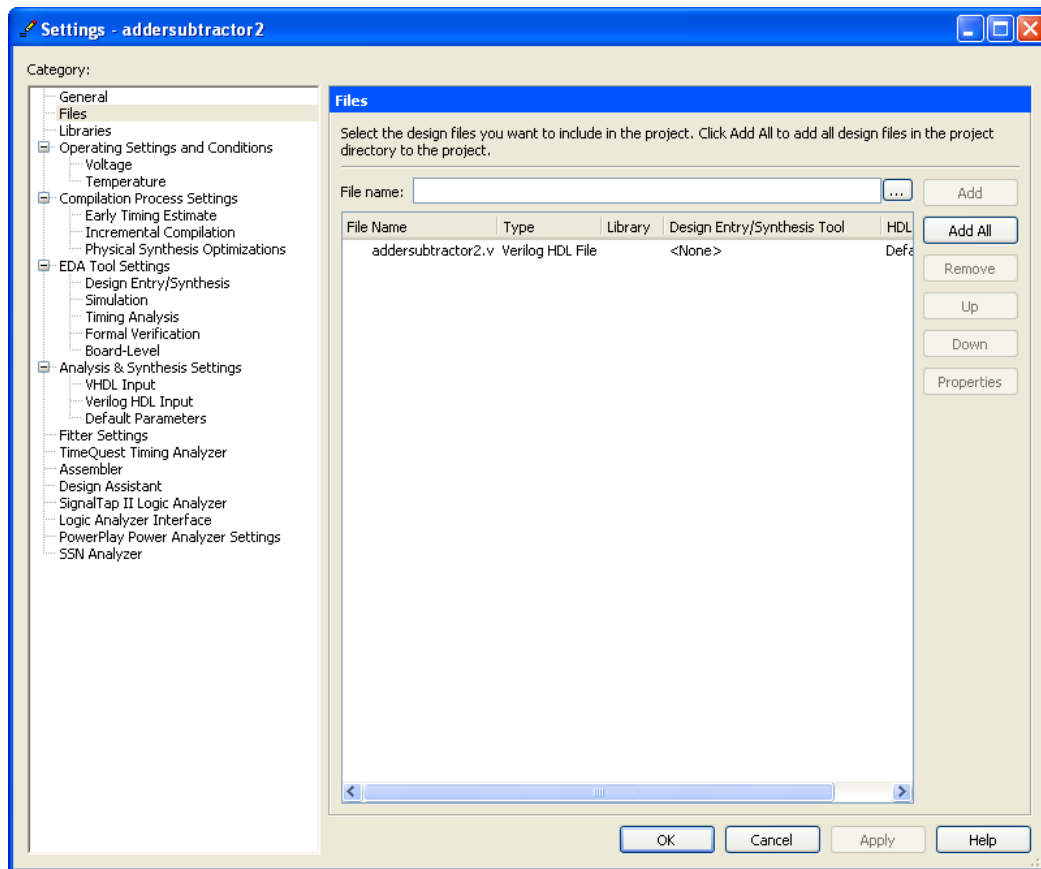 Settings - addersubtractor2
Category:
General
Files
Libraries
Operating Settings and Conditions
Voltage
Temperature
Compilation Process Settings
Early Timing Estimate
Incremental Compilation
Physical Synthesis Optimizations
EDA Tool Settings
Design Entry/Synthesis
Simulation
Timing Analysis
Formal Verification
Board-Level
Analysis & Synthesis Settings
VHDL Input
Verilog HDL Input
Default Parameters
Fitter Settings
TimeQuest Timing Analyzer
Assembler
Design Assistant
SignalTap II Logic Analyzer
Logic Analyzer Interface
PowerPlay Power Analyzer Settings
SSN Analyzer
Files
Select the design files you want to include in the project. Click Add All to add all design files in the project
directory to the project.
File name: ... Add
File Name Type Library Design Entry/Synthesis Tool HDL Add All
addersubtractor2.v Verilog HDL File <None> Defa
Remove
Up
Down
Properties
OK Cancel Apply Help